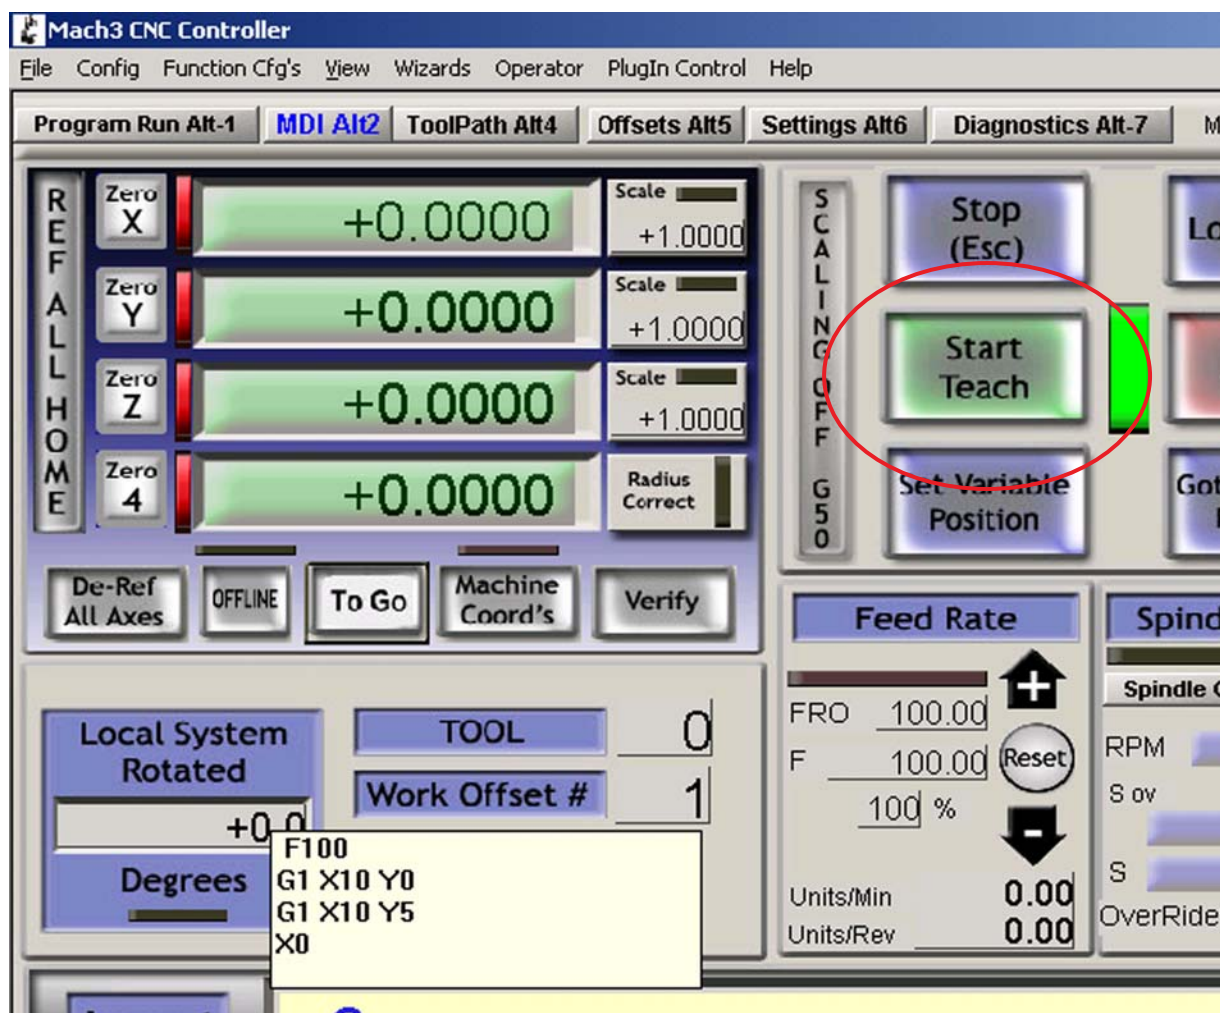 Mach3 CNC Controller
File Config Function Cfg's View Wizards Operator PlugIn Control Help
Program Run Alt-1 MDI Alt2 ToolPath Alt4 Offsets Alt5 Settings Alt6 Diagnostics Alt-7
REF ALL HOME
Zero X +0.0000 Scale +1.0000
Zero Y +0.0000 Scale +1.0000
Zero Z +0.0000 Scale +1.0000
Zero 4 +0.0000 Radius Correct
De-Ref All Axes OFFLINE To Go Machine Coord's Verify
SCALING OFF G50
Stop
(Esc)
Start
Teach
Set Variable
Position
Local System
Rotated
+0.0
Degrees
TOOL 0
Work Offset # 1
F100
G1 X10 Y0
G1 X10 Y5
X0
Feed Rate
FRO 100.00
F 100.00 Reset
100 %
Units/Min 0.00
Units/Rev 0.00
RPM
S ov
S
OverRide